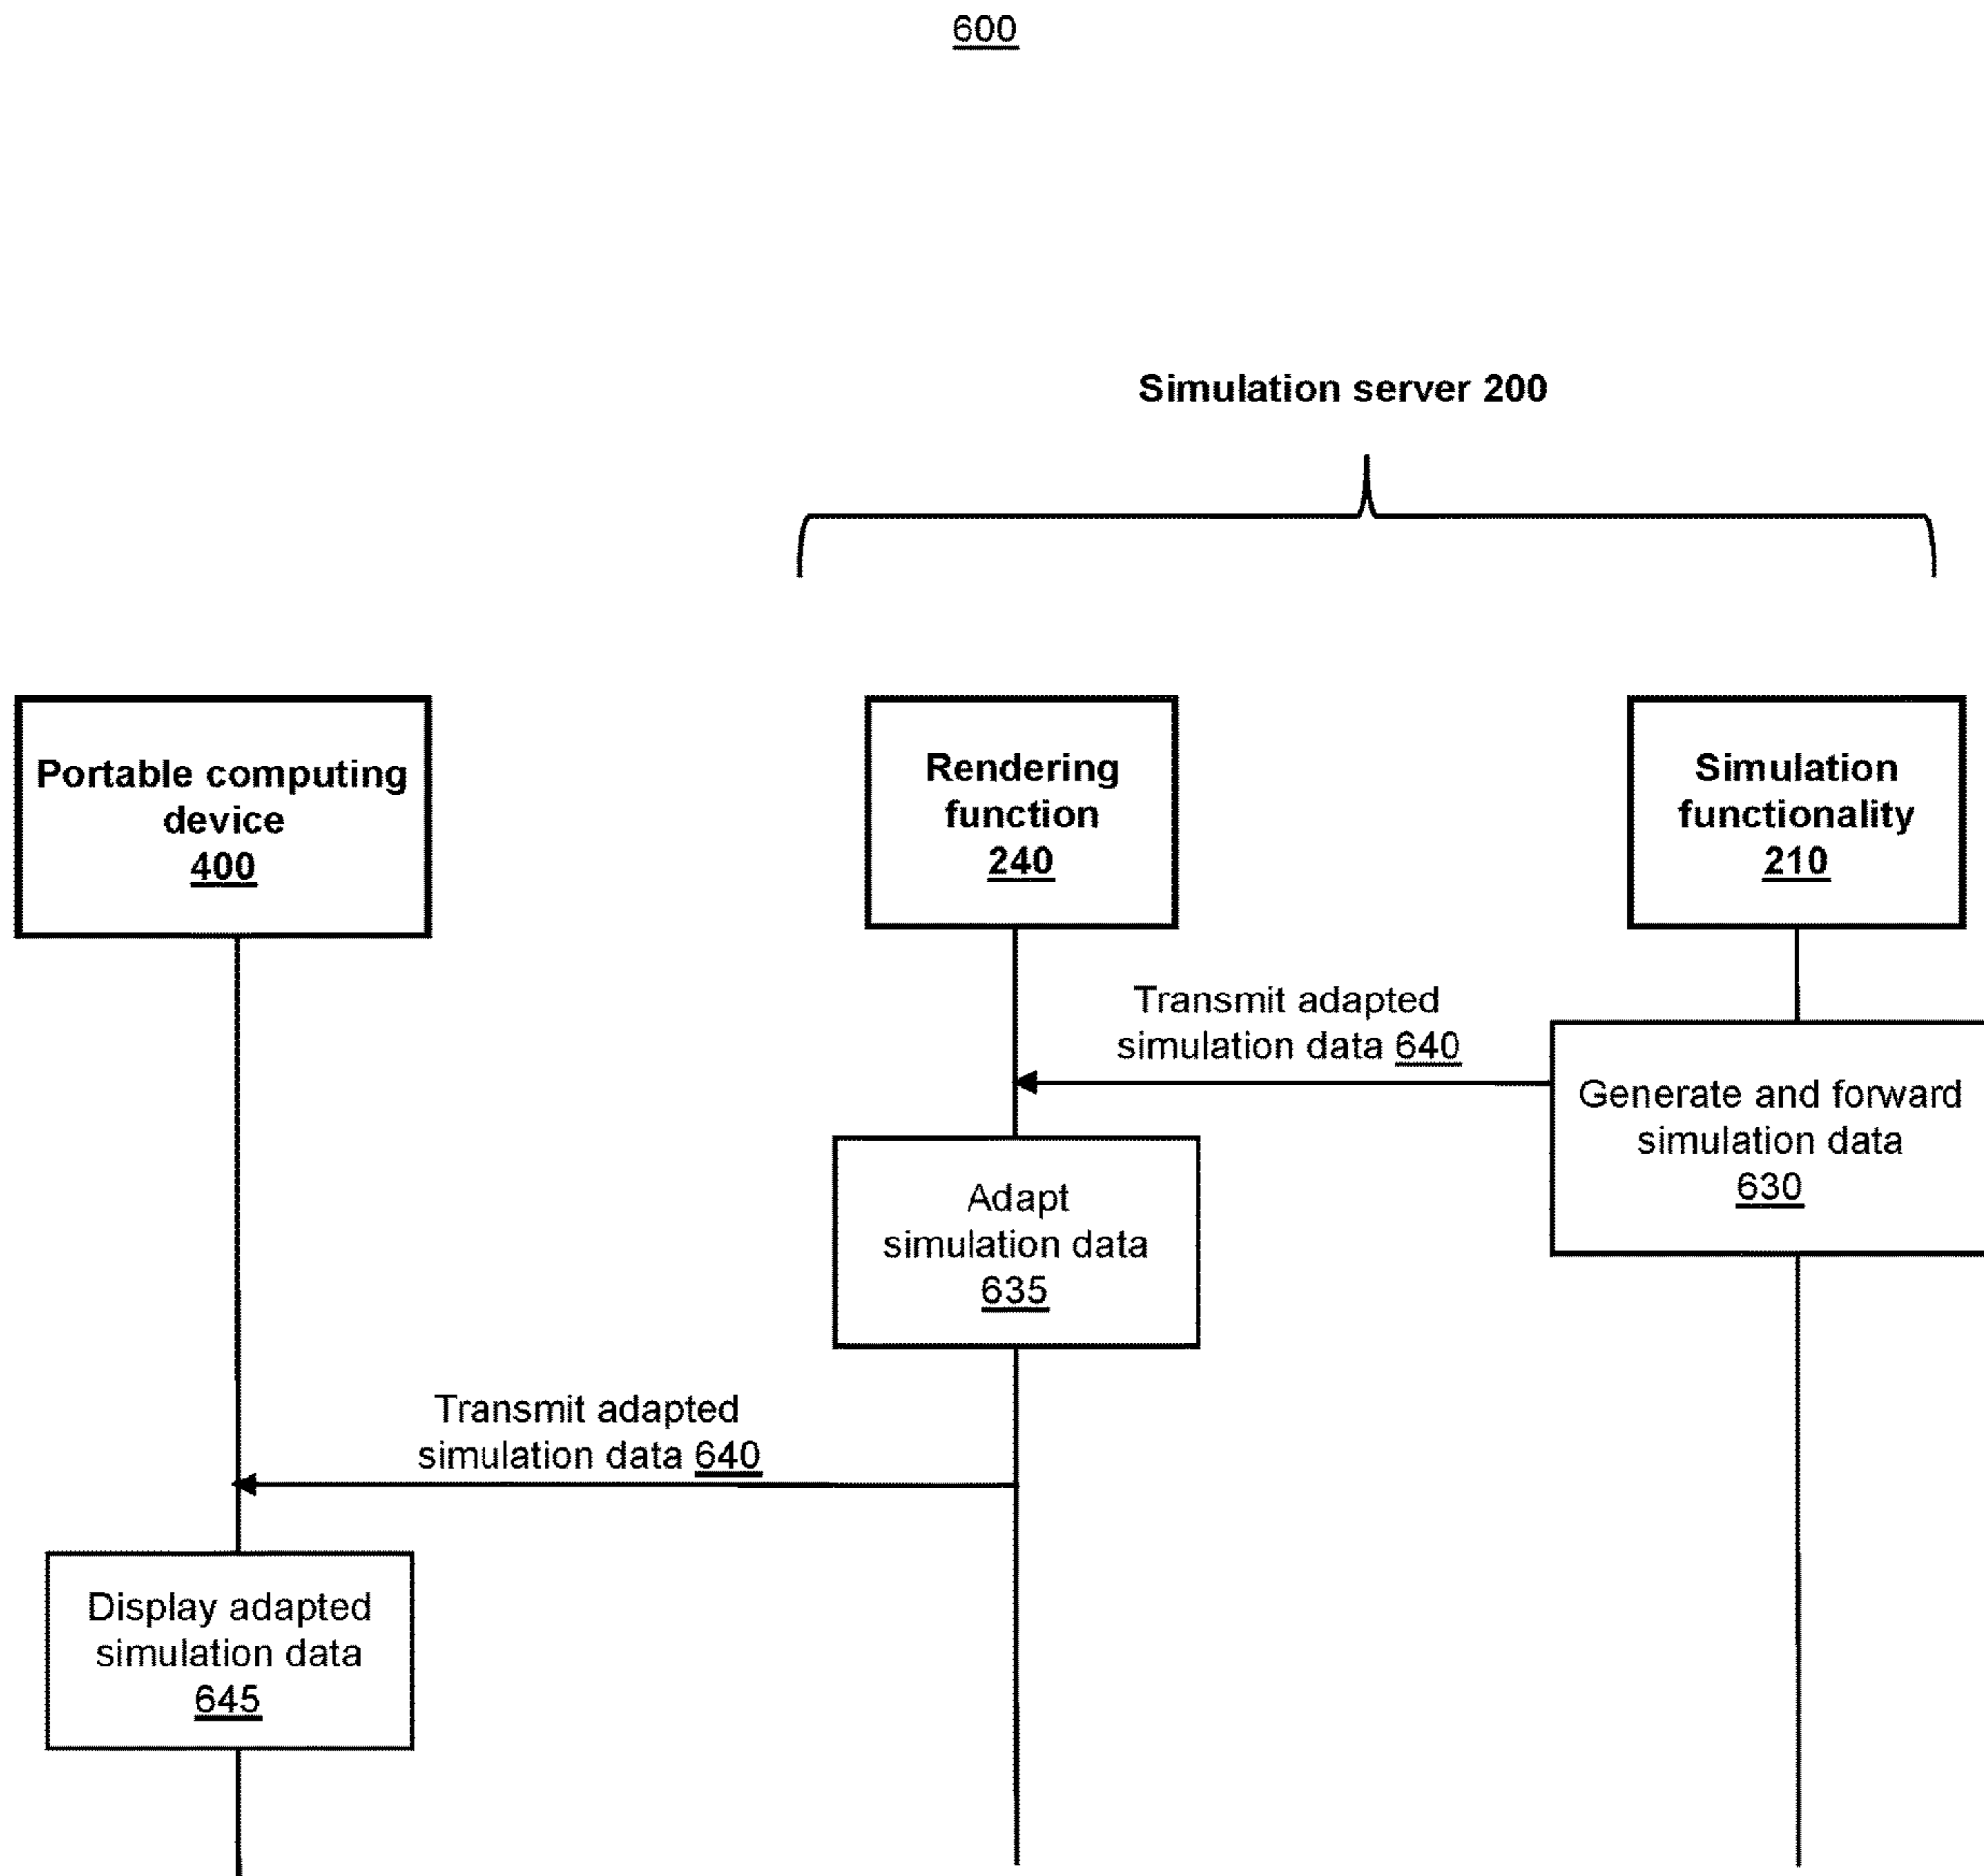 600
Simulation server 200
Portable computing
device
400
Rendering
function
240
Simulation
functionality
210
Transmit adapted
simulation data 640
Generate and forward
simulation data
630
Adapt
simulation data
635
Transmit adapted
simulation data 640
Display adapted
simulation data
645